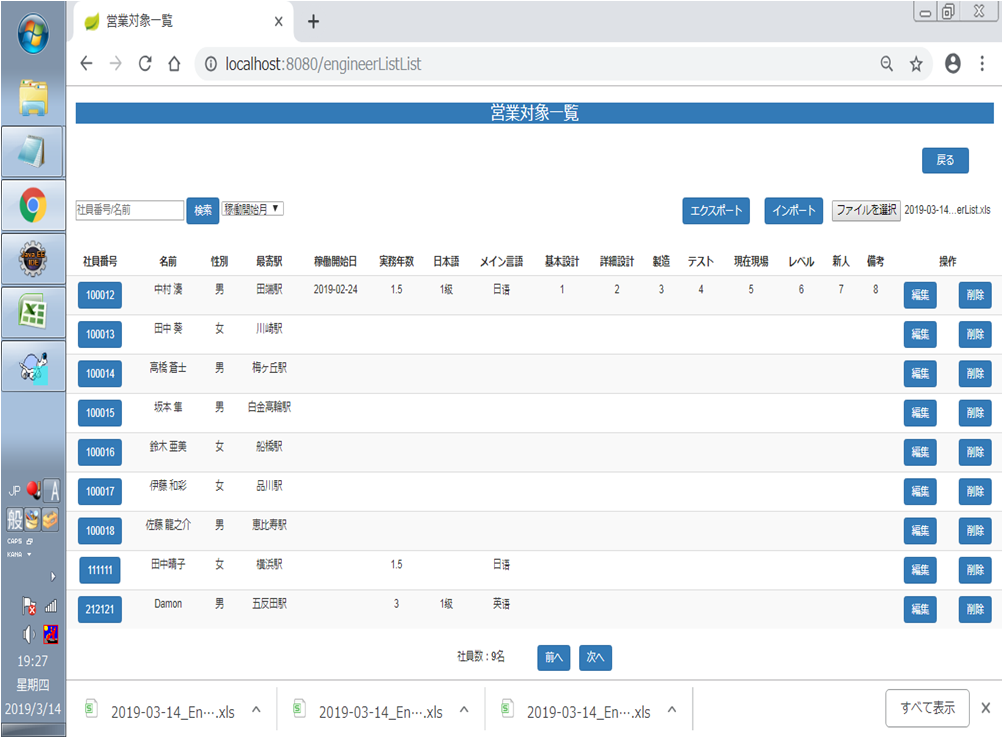 営業対象一覧
localhost:8080/engineerListList
営業対象一覧
戻る
社員番号/名前 検索 稼働開始月 エクスポート インポート ファイルを選択 2019-03-14...erList.xls
社員番号 名前 性別 最寄駅 稼働開始日 実務年数 日本語 メイン言語 基本設計 詳細設計 製造 テスト 現在現場 レベル 新人 備考 操作
100012 中村 湊 男 田端駅 2019-02-24 1.5 1級 日语 1 2 3 4 5 6 7 8 編集 削除
100013 田中 葵 女 川崎駅 編集 削除
100014 高橋 蒼士 男 梅ヶ丘駅 編集 削除
100015 坂本 隼 男 白金高輪駅 編集 削除
100016 鈴木 亜美 女 船橋駅 編集 削除
100017 伊藤 和彩 女 品川駅 編集 削除
100018 佐藤 龍之介 男 恵比寿駅 編集 削除
111111 田中晴子 女 横浜駅 1.5 日语 編集 削除
212121 Damon 男 五反田駅 3 1級 英语 編集 削除
社員数：9名 前へ 次へ
2019-03-14_En....xls 2019-03-14_En....xls 2019-03-14_En....xls すべて表示
Java EE
IDE
JP A
般
CAPS
KANA
19:27
星期四
2019/3/14